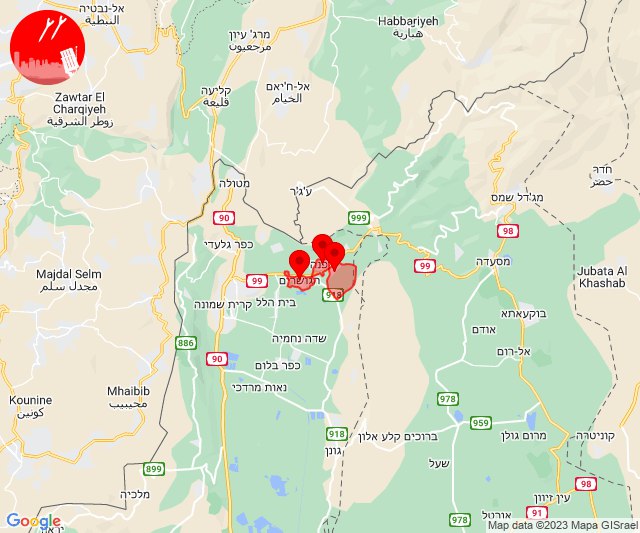 אל-נבטיה
النبطية
מרג' עיון
مرجعيون
Habbariyeh
هبارية
Zawtar El
Charqiyeh
زوطر الشرقية
קליעה
قليعة
אל-ח'יאם
الخيام
מטולה
ע'ג'ר
חדר
حضر
מג'דל שמס
90
999
98
כפר גלעדי
Majdal Selm
مجدل سلم
99
הגושרים
99
מסעדה
Jubata Al
Khashab
918
בית הלל
קרית שמונה
בוקעאתא
אודם
886
שדה נחמיה
אל-רום
90
כפר בלום
Mhaibib
محيبيب
נאות מרדכי
Kounine
كونين
978
978
959
918
ברוכים קלע אלון
מרום גולן
קוניטרה
גונן
שעל
899
מלכיה
98
עין זיוון
91
978
אורטל
Google
Map data ©2023 Mapa GISrael